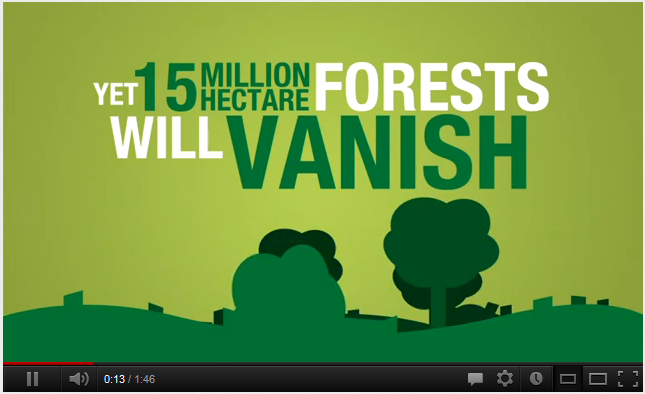 YET 15 MILLION HECTARE FORESTS
WILL VANISH
0:13 / 1:46